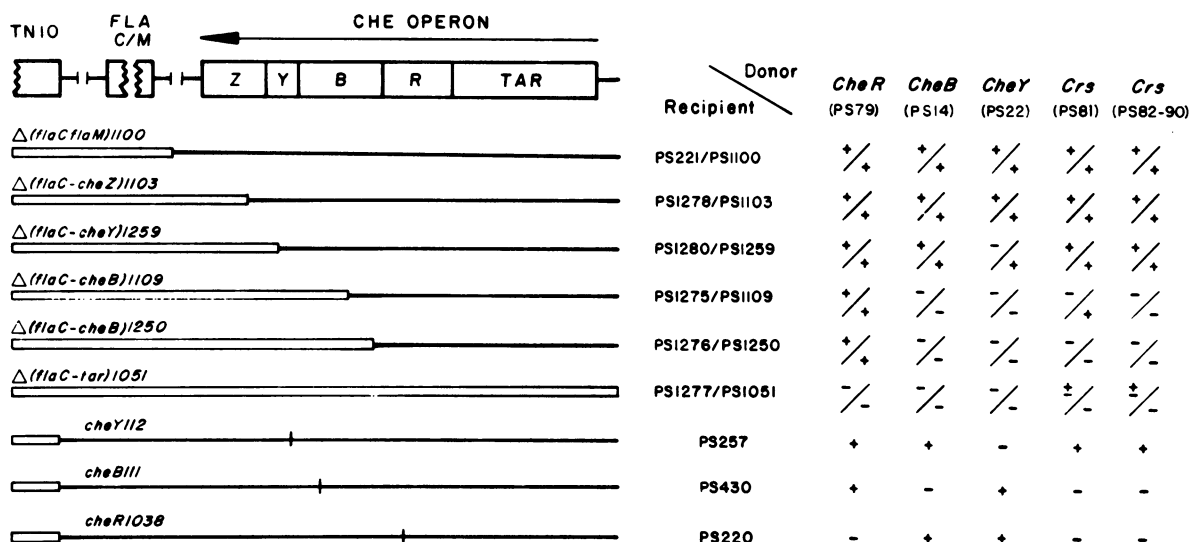 TN10 FLA C/M CHE OPERON
Z Y B R TAR
Donor
Recipient
CheR CheB CheY Crs Crs
(PS79) (PS14) (PS22) (PS81) (PS82-90)
△(flaCflaM)1100 PS221/PS1100 +/+ +/+ +/+ +/+ +/+
△(flaC-cheZ)1103 PS1278/PS1103 +/+ +/+ +/+ +/+ +/+
△(flaC-cheY)1259 PS1280/PS1259 +/+ +/+ -/+ +/+ +/+
△(flaC-cheB)1109 PS1275/PS1109 +/+ -/- -/- -/+ -/-
△(flaC-cheB)1250 PS1276/PS1250 +/+ -/- -/- -/- -/-
△(flaC-tar)1051 PS1277/PS1051 -/- -/- -/- ±/- ±/-
cheY112 PS257 + + - + +
cheB111 PS430 + - + - -
cheR1038 PS220 - + + - -